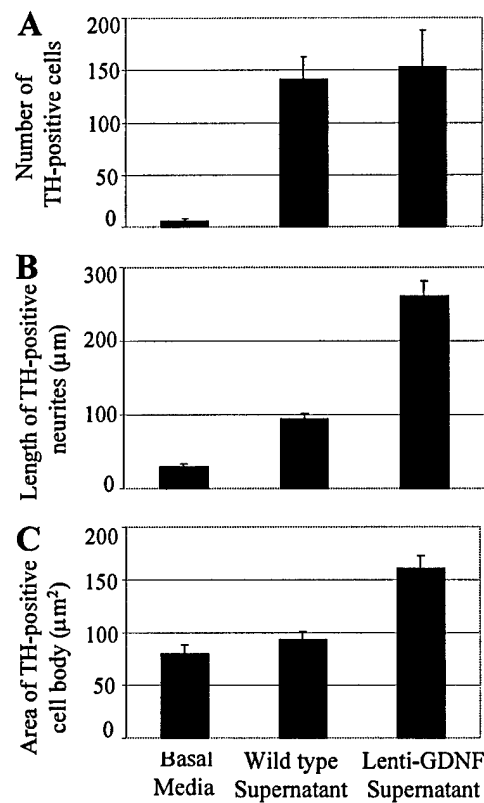 A
Number of
TH-positive cells
200
150
100
50
0
B
Length of TH-positive
neurites (µm)
300
200
100
0
C
Area of TH-positive
cell body (µm²)
200
150
100
50
0
Basal
Media
Wild type
Supernatant
Lenti-GDNF
Supernatant